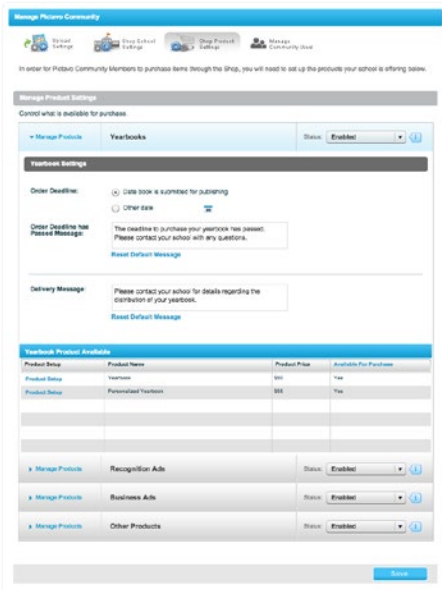 Manage Pictavo Community
Upload Settings
Shop School Settings
Shop Product Settings
Manage Community Used
In order for Pictavo Community Members to purchase items through the Shop, you will need to set up the products your school is offering below.
Manage Product Settings
Control what is available for purchase.
Manage Products Yearbooks Status: Enabled
Yearbook Settings
Order Deadline: Date book is submitted for publishing
Other date
Order Deadline has
Passed Message:
The deadline to purchase your yearbook has passed.
Please contact your school with any questions.
Reset Default Message
Delivery Message:
Please contact your school for details regarding the
distribution of your yearbook.
Reset Default Message
Yearbook Product Available
Product Setup Product Name Product Price Available For Purchase
Product Setup Yearbook Yes
Product Setup Personalized Yearbook Yes
Manage Products Recognition Ads Status: Enabled
Manage Products Business Ads Status: Enabled
Manage Products Other Products Status: Enabled
Save